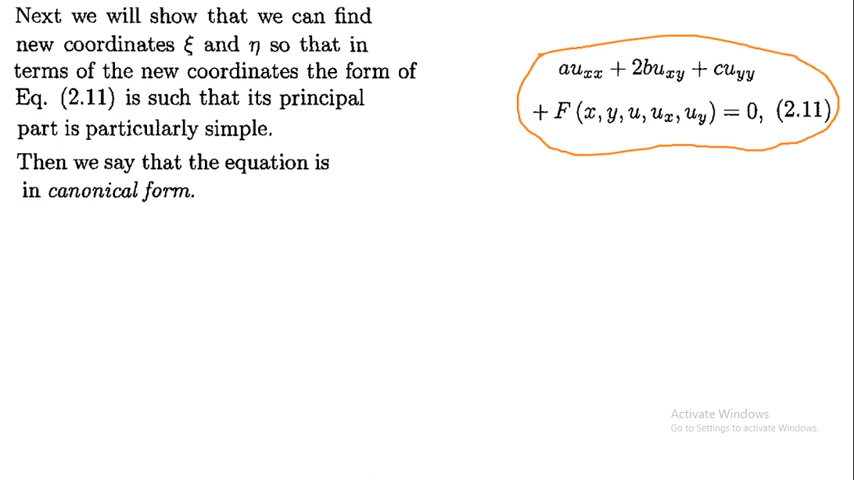 Next we will show that we can find
new coordinates ξ and η so that in
terms of the new coordinates the form of
Eq. (2.11) is such that its principal
part is particularly simple.
Then we say that the equation is
in canonical form.
au_{xx} + 2bu_{xy} + cu_{yy}
+ F (x, y, u, u_x, u_y) = 0, (2.11)
Activate Windows
Go to Settings to activate Windows.